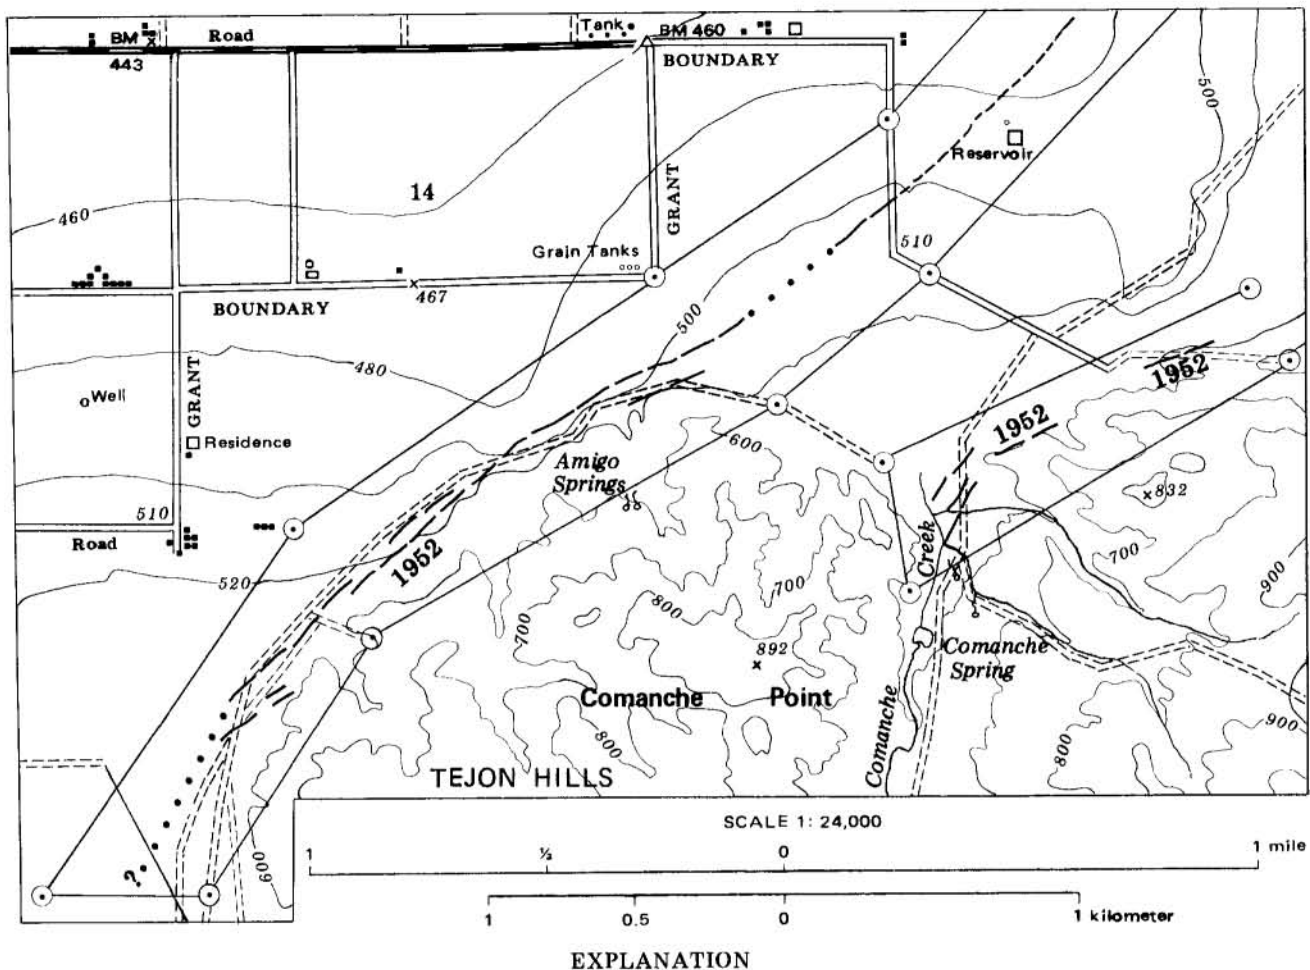 Tank
BM
Road
BM 460
443
BOUNDARY
500
Reservoir
14
GRANT
460
510
Grain Tanks
467
BOUNDARY
500
480
GRANT
1952
Well
1952
Residence
600
Amigo
Springs
832
510
Road
1952
Creek
700
520
700
900
800
700
892
Comanche
Spring
Comanche Point
Comanche
900
800
800
TEJON HILLS
600
?
SCALE 1: 24,000
1 ½ 0 1 mile
1 0.5 0 1 kilometer
EXPLANATION